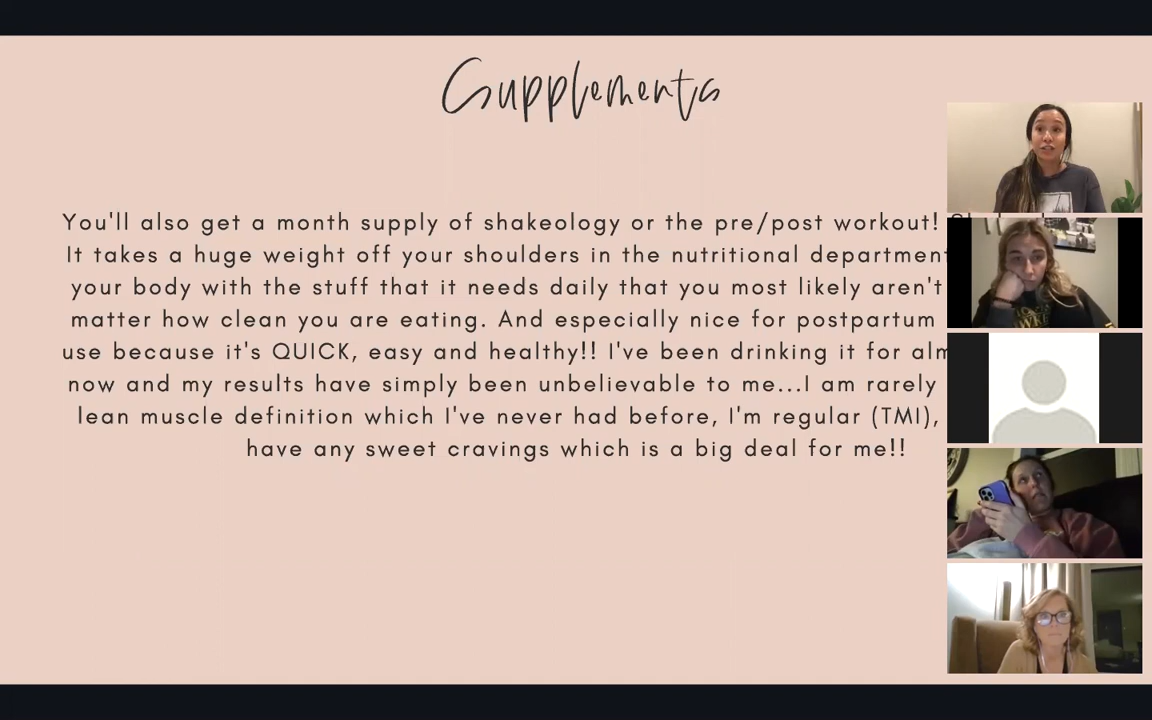 Supplements
You'll also get a month supply of shakeology or the pre/post workout!
It takes a huge weight off your shoulders in the nutritional department
your body with the stuff that it needs daily that you most likely aren't
matter how clean you are eating. And especially nice for postpartum
use because it's QUICK, easy and healthy!! I've been drinking it for
now and my results have simply been unbelievable to me...I am rarely
lean muscle definition which I've never had before, I'm regular (TMI),
have any sweet cravings which is a big deal for me!!